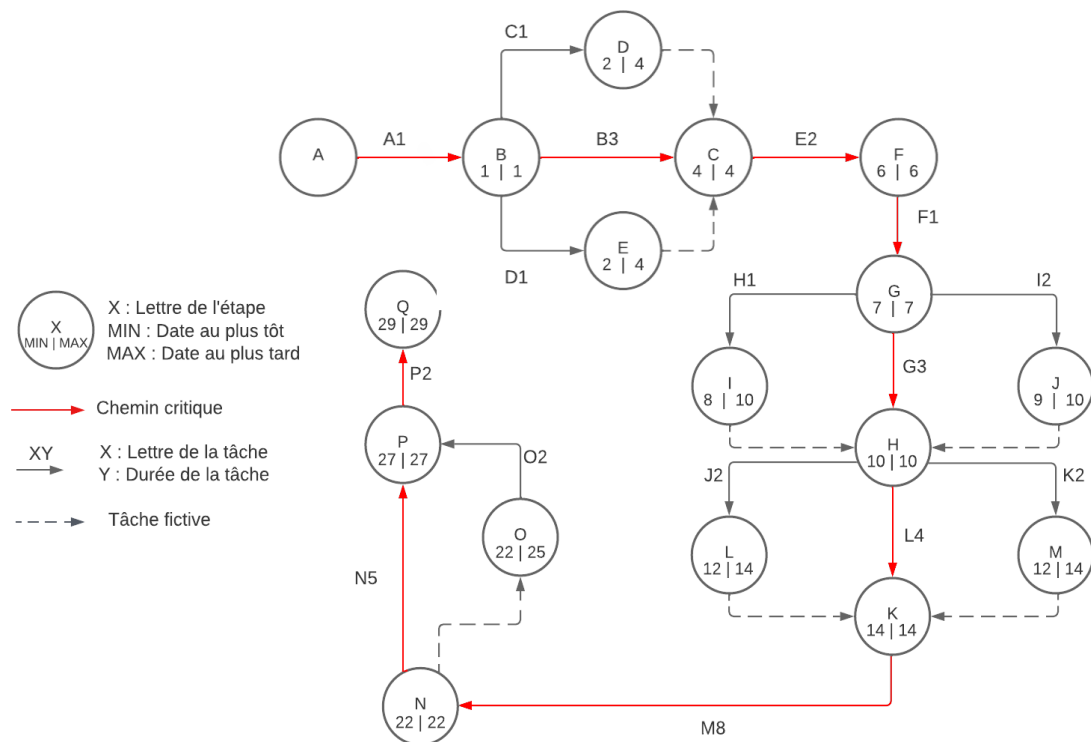 C1
D
2 | 4
A
A1
B
1 | 1
B3
C
4 | 4
E2
F
6 | 6
F1
D1
E
2 | 4
H1
G
7 | 7
I2
G3
I
8 | 10
J
9 | 10
H
10 | 10
J2
K2
L4
L
12 | 14
M
12 | 14
K
14 | 14
M8
N
22 | 22
N5
O
22 | 25
O2
P
27 | 27
P2
Q
29 | 29
X
MIN | MAX
X : Lettre de l'étape
MIN : Date au plus tôt
MAX : Date au plus tard
Chemin critique
XY
X : Lettre de la tâche
Y : Durée de la tâche
Tâche fictive